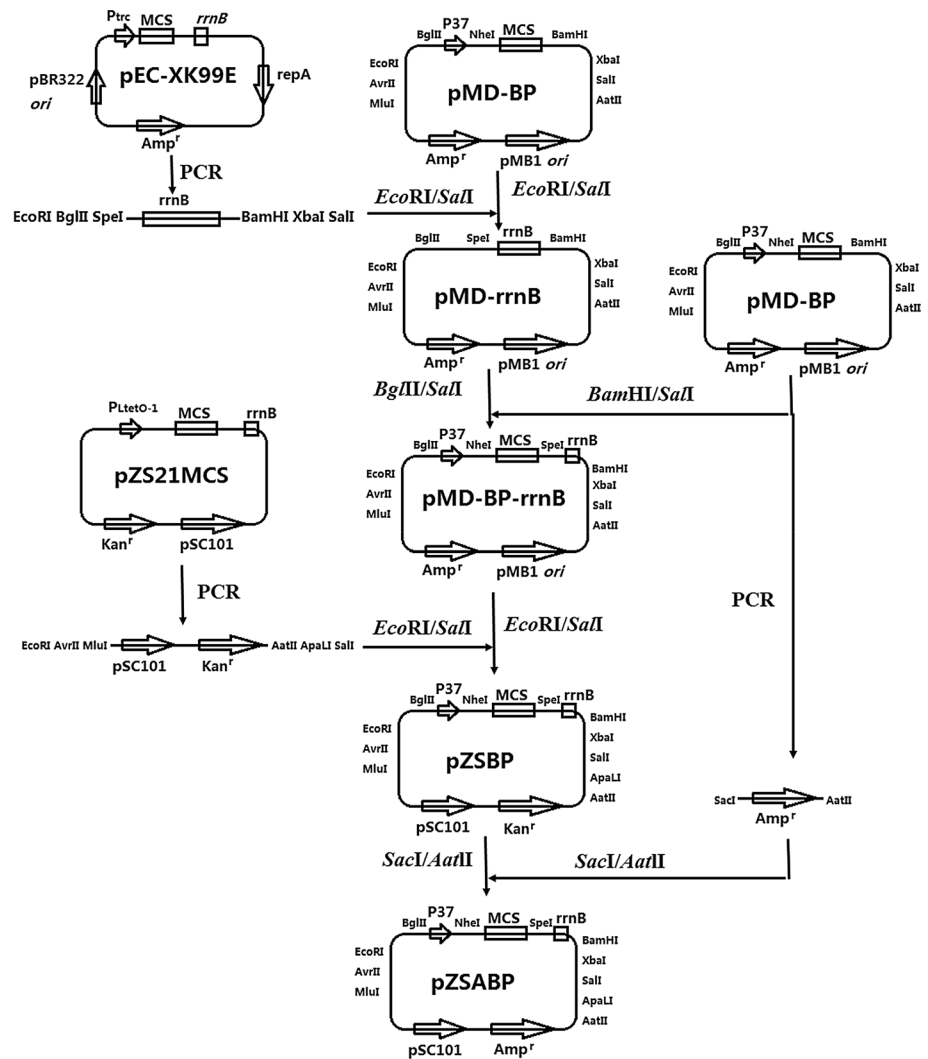 Ptrc MCS rrnB
pEC-XK99E
pBR322 ori
repA
Ampr
PCR
rrnB
EcoRI BglII SpeI
BamHI XbaI SalI
EcoRI/SalI
BglII P37 NheI MCS BamHI
EcoRI
AvrII
MluI
pMD-BP
XbaI
SalI
AatII
Ampr pMB1 ori
EcoRI/SalI
BglII SpeI rrnB BamHI
EcoRI
AvrII
MluI
pMD-rrnB
XbaI
SalI
AatII
Ampr pMB1 ori
BglII P37 NheI MCS BamHI
EcoRI
AvrII
MluI
pMD-BP
XbaI
SalI
AatII
Ampr pMB1 ori
BglII/SalI
BamHI/SalI
PLtetO-1 MCS rrnB
pZS21MCS
Kanr pSC101
PCR
EcoRI AvrII MluI
pSC101 Kanr
AatII ApaLI SalI
EcoRI/SalI
BglII P37 NheI MCS SpeI rrnB
EcoRI
AvrII
MluI
pMD-BP-rrnB
BamHI
XbaI
SalI
AatII
Ampr pMB1 ori
EcoRI/SalI
PCR
BglII P37 NheI MCS SpeI rrnB
EcoRI
AvrII
MluI
pZSBP
BamHI
XbaI
SalI
ApaLI
AatII
pSC101 Kanr
SacI AatII
Ampr
SacI/AatII
SacI/AatII
BglII P37 NheI MCS SpeI rrnB
EcoRI
AvrII
MluI
pZSABP
BamHI
XbaI
SalI
ApaLI
AatII
pSC101 Ampr